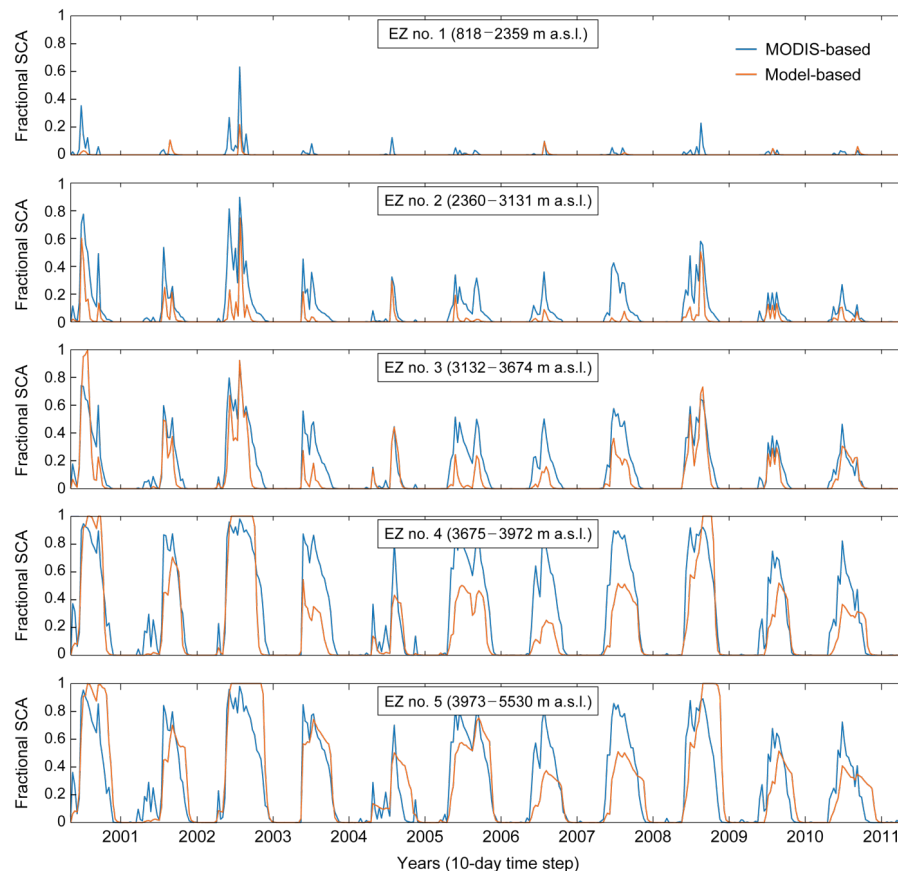 1
EZ no. 1 (818−2359 m a.s.l.)
MODIS-based
Model-based
0.8
0.6
0.4
0.2
0
Fractional SCA
1
EZ no. 2 (2360−3131 m a.s.l.)
0.8
0.6
0.4
0.2
0
Fractional SCA
1
EZ no. 3 (3132−3674 m a.s.l.)
0.8
0.6
0.4
0.2
0
Fractional SCA
1
EZ no. 4 (3675−3972 m a.s.l.)
0.8
0.6
0.4
0.2
0
Fractional SCA
1
EZ no. 5 (3973−5530 m a.s.l.)
0.8
0.6
0.4
0.2
0
Fractional SCA
2001 2002 2003 2004 2005 2006 2007 2008 2009 2010 2011
Years (10-day time step)